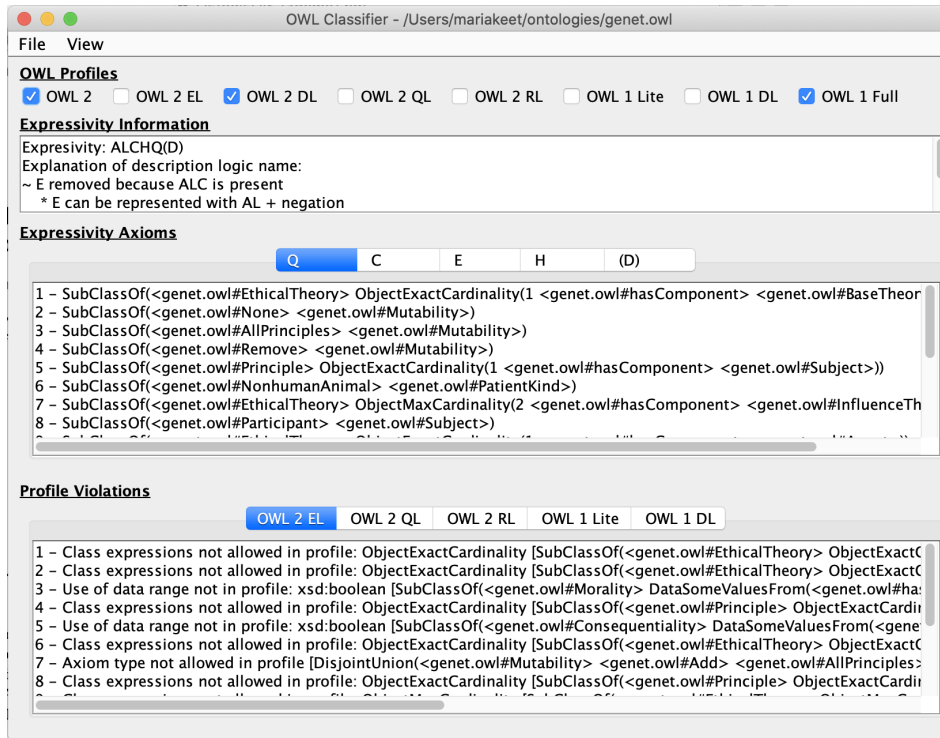 OWL Classifier - /Users/mariakeet/ontologies/genet.owl
File View
OWL Profiles
OWL 2 OWL 2 EL OWL 2 DL OWL 2 QL OWL 2 RL OWL 1 Lite OWL 1 DL OWL 1 Full
Expressivity Information
Expresivity: ALCHQ(D)
Explanation of description logic name:
~ E removed because ALC is present
* E can be represented with AL + negation
Expressivity Axioms
Q C E H (D)
1 – SubClassOf(<genet.owl#EthicalTheory> ObjectExactCardinality(1 <genet.owl#hasComponent> <genet.owl#BaseTheor
2 – SubClassOf(<genet.owl#None> <genet.owl#Mutability>)
3 – SubClassOf(<genet.owl#AllPrinciples> <genet.owl#Mutability>)
4 – SubClassOf(<genet.owl#Remove> <genet.owl#Mutability>)
5 – SubClassOf(<genet.owl#Principle> ObjectExactCardinality(1 <genet.owl#hasComponent> <genet.owl#Subject>))
6 – SubClassOf(<genet.owl#NonhumanAnimal> <genet.owl#PatientKind>)
7 – SubClassOf(<genet.owl#EthicalTheory> ObjectMaxCardinality(2 <genet.owl#hasComponent> <genet.owl#InfluenceTh
8 – SubClassOf(<genet.owl#Participant> <genet.owl#Subject>)
Profile Violations
OWL 2 EL OWL 2 QL OWL 2 RL OWL 1 Lite OWL 1 DL
1 – Class expressions not allowed in profile: ObjectExactCardinality [SubClassOf(<genet.owl#EthicalTheory> ObjectExactC
2 – Class expressions not allowed in profile: ObjectExactCardinality [SubClassOf(<genet.owl#EthicalTheory> ObjectExactC
3 – Use of data range not in profile: xsd:boolean [SubClassOf(<genet.owl#Morality> DataSomeValuesFrom(<genet.owl#has
4 – Class expressions not allowed in profile: ObjectExactCardinality [SubClassOf(<genet.owl#Principle> ObjectExactCardin
5 – Use of data range not in profile: xsd:boolean [SubClassOf(<genet.owl#Consequentiality> DataSomeValuesFrom(<gene
6 – Class expressions not allowed in profile: ObjectExactCardinality [SubClassOf(<genet.owl#EthicalTheory> ObjectExactC
7 – Axiom type not allowed in profile [DisjointUnion(<genet.owl#Mutability> <genet.owl#Add> <genet.owl#AllPrinciples>
8 – Class expressions not allowed in profile: ObjectExactCardinality [SubClassOf(<genet.owl#Principle> ObjectExactCardin